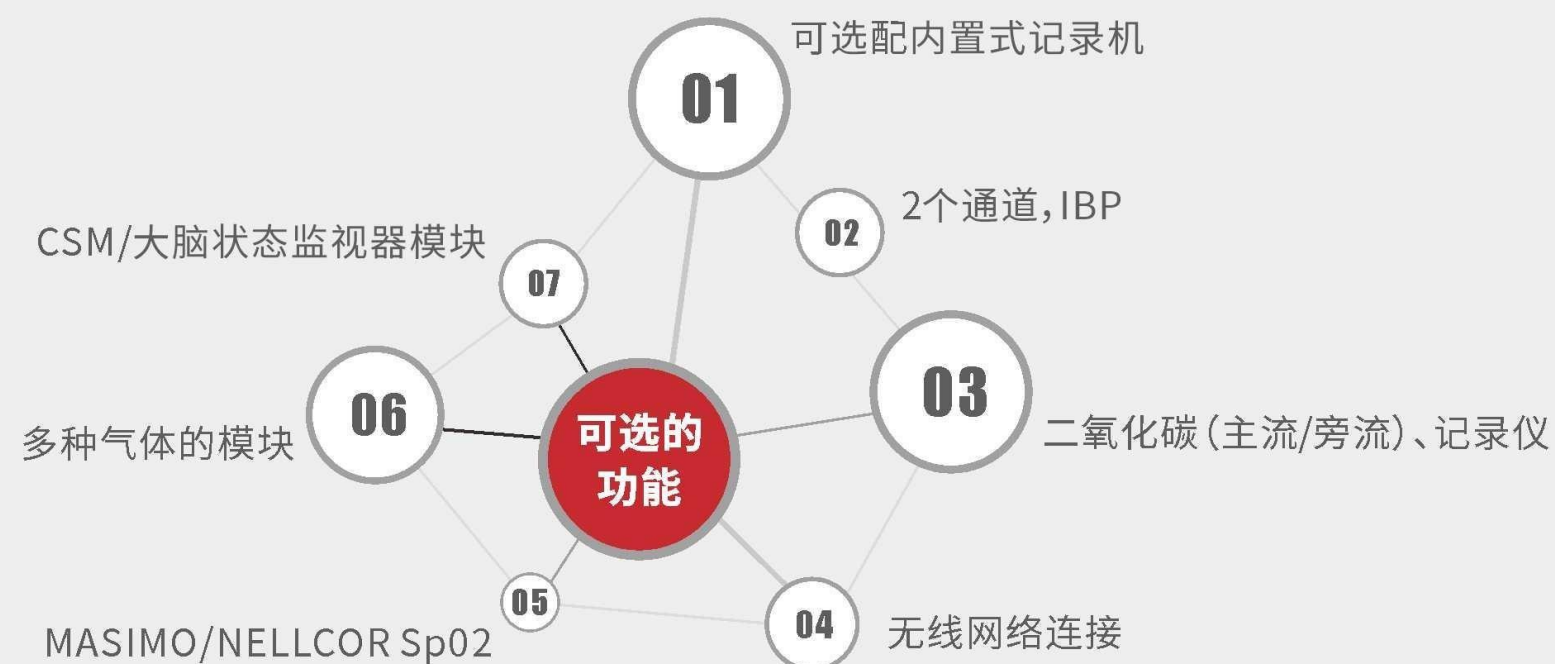 01
可选配内置式记录机
02
2个通道,IBP
03
二氧化碳(主流/旁流)、记录仪
04
无线网络连接
05
MASIMO/NELLCOR Sp02
06
多种气体的模块
07
CSM/大脑状态监视器模块
可选的
功能